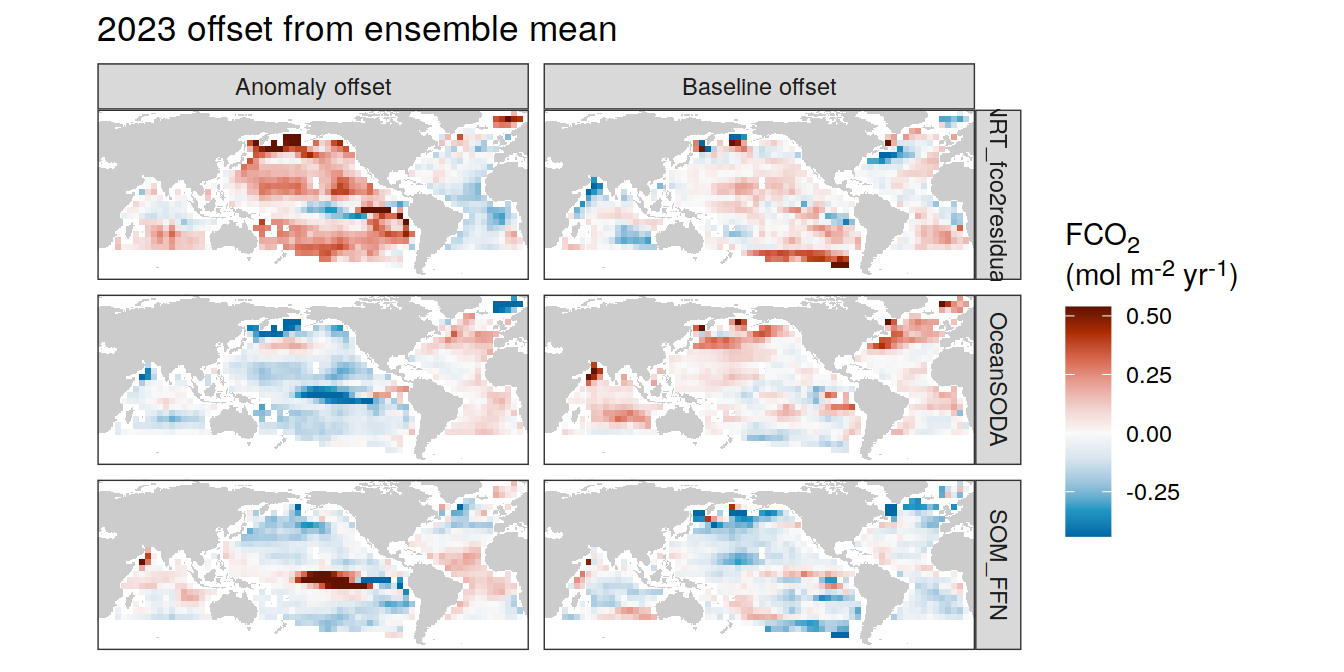 2023 offset from ensemble mean
Anomaly offset
Baseline offset
NRT_fco2residua
OceanSODA
SOM_FFN
FCO₂
(mol m⁻² yr⁻¹)
0.50
0.25
0.00
-0.25